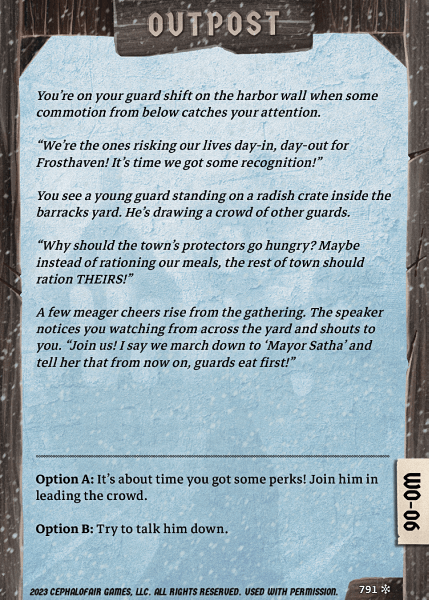 OUTPOST
You're on your guard shift on the harbor wall when some
commotion from below catches your attention.
“We're the ones risking our lives day-in, day-out for
Frosthaven! It's time we got some recognition!”
You see a young guard standing on a radish crate inside the
barracks yard. He's drawing a crowd of other guards.
“Why should the town's protectors go hungry? Maybe
instead of rationing our meals, the rest of town should
ration THEIRS!”
A few meager cheers rise from the gathering. The speaker
notices you watching from across the yard and shouts to
you. “Join us! I say we march down to ‘Mayor Satha’ and
tell her that from now on, guards eat first!”
Option A: It's about time you got some perks! Join him in
leading the crowd.
Option B: Try to talk him down.
WO-06
2023 CEPHALOFAIR GAMES, LLC. ALL RIGHTS RESERVED. USED WITH PERMISSION.
791